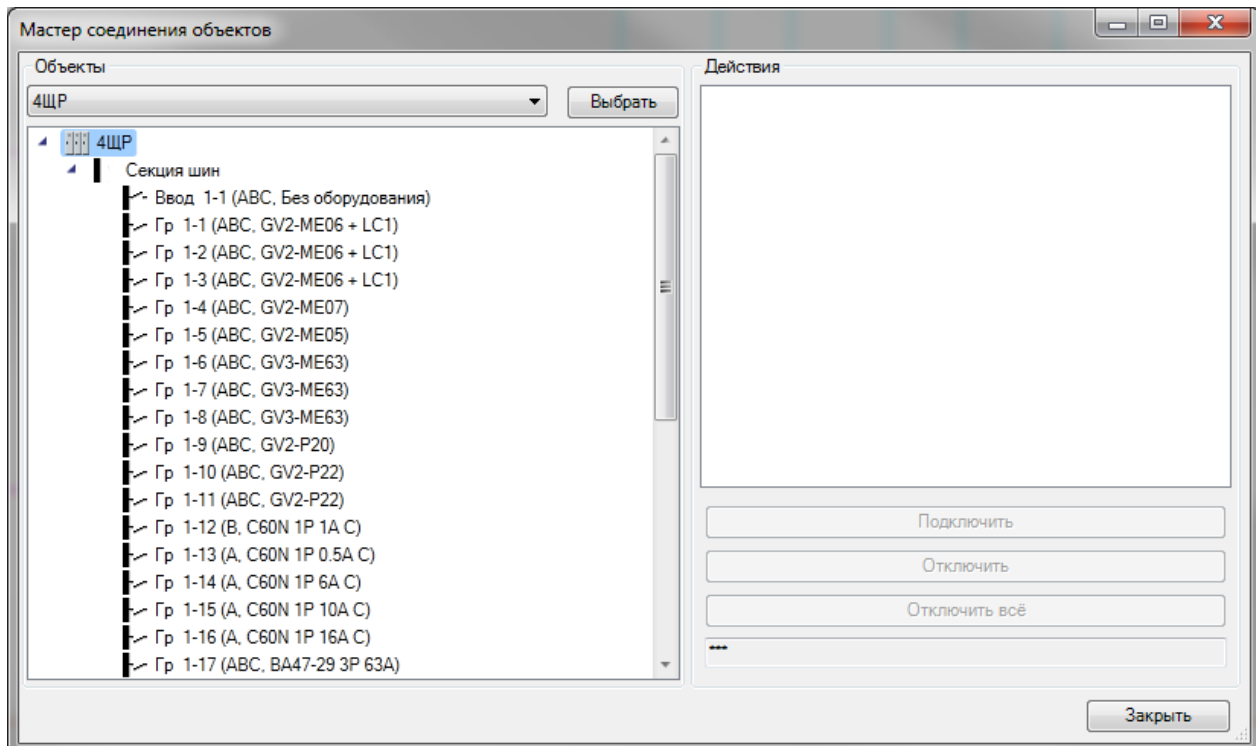 Мастер соединения объектов
Объекты
4ЩР
Выбрать
4ЩР
Секция шин
Ввод 1-1 (ABC, Без оборудования)
Гр 1-1 (ABC, GV2-ME06 + LC1)
Гр 1-2 (ABC, GV2-ME06 + LC1)
Гр 1-3 (ABC, GV2-ME06 + LC1)
Гр 1-4 (ABC, GV2-ME07)
Гр 1-5 (ABC, GV2-ME05)
Гр 1-6 (ABC, GV3-ME63)
Гр 1-7 (ABC, GV3-ME63)
Гр 1-8 (ABC, GV3-ME63)
Гр 1-9 (ABC, GV2-P20)
Гр 1-10 (ABC, GV2-P22)
Гр 1-11 (ABC, GV2-P22)
Гр 1-12 (B, C60N 1P 1A C)
Гр 1-13 (A, C60N 1P 0.5A C)
Гр 1-14 (A, C60N 1P 6A C)
Гр 1-15 (A, C60N 1P 10A C)
Гр 1-16 (A, C60N 1P 16A C)
Гр 1-17 (ABC, ВА47-29 3P 63A)
Действия
Подключить
Отключить
Отключить всё
***
Закрыть